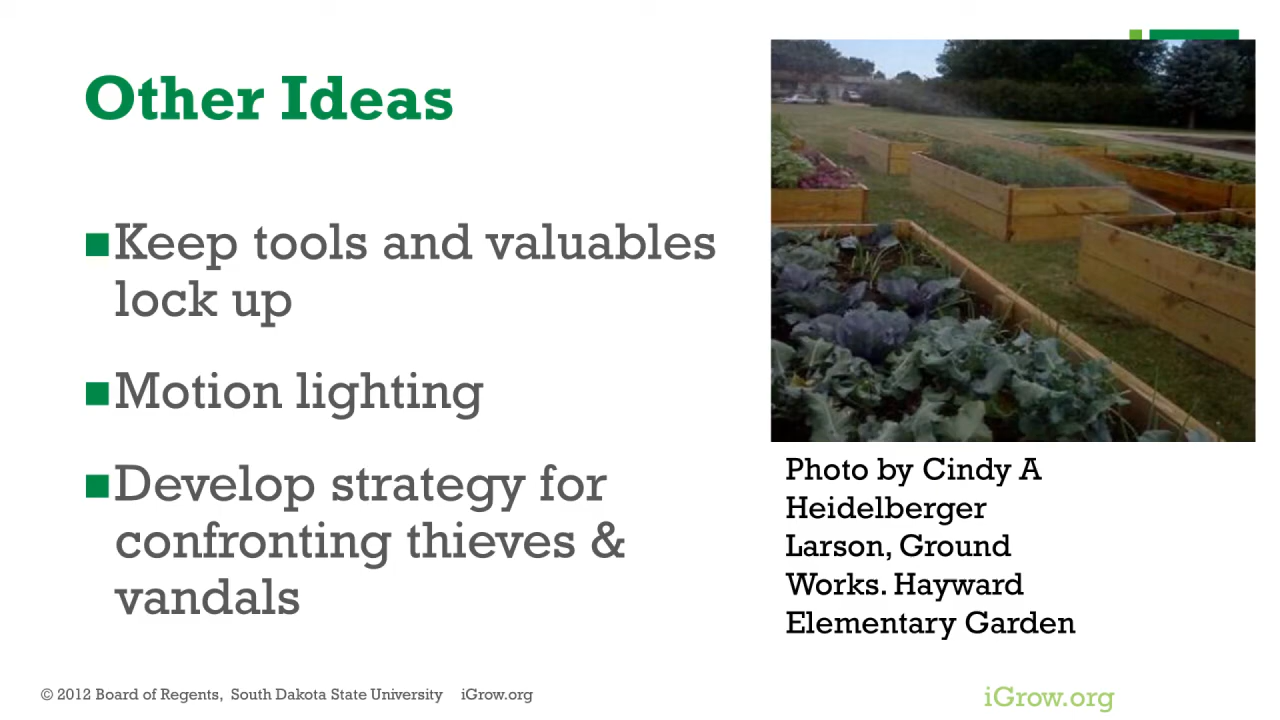 Other Ideas
Keep tools and valuables
lock up
Motion lighting
Develop strategy for
confronting thieves &
vandals
Photo by Cindy A
Heidelberger
Larson, Ground
Works. Hayward
Elementary Garden
© 2012 Board of Regents, South Dakota State University iGrow.org
iGrow.org